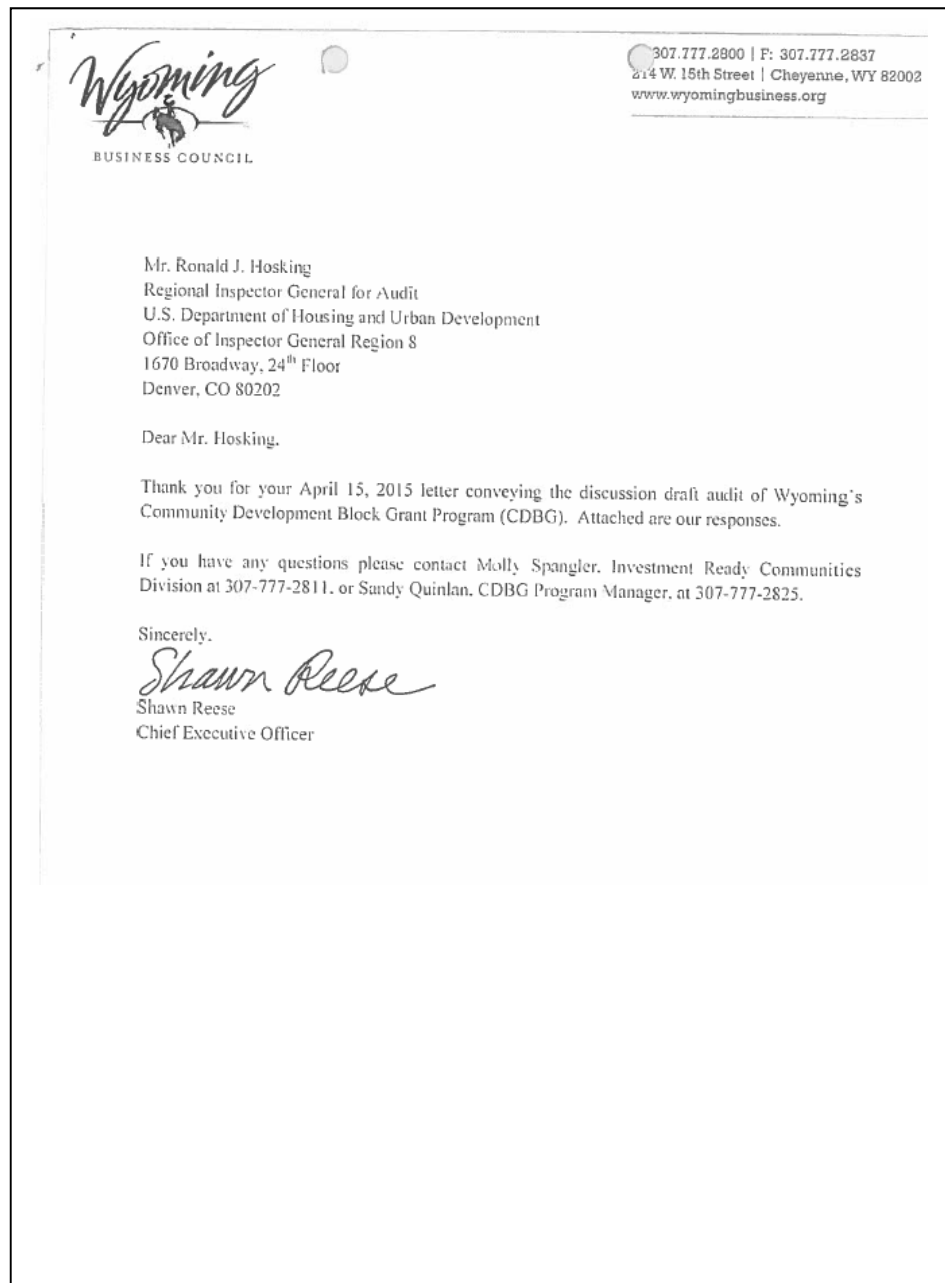 Wyoming
BUSINESS COUNCIL
307.777.2800 | F: 307.777.2837
214 W. 15th Street | Cheyenne, WY 82002
www.wyomingbusiness.org
Mr. Ronald J. Hosking
Regional Inspector General for Audit
U.S. Department of Housing and Urban Development
Office of Inspector General Region 8
1670 Broadway, 24th Floor
Denver, CO 80202
Dear Mr. Hosking,
Thank you for your April 15, 2015 letter conveying the discussion draft audit of Wyoming's
Community Development Block Grant Program (CDBG). Attached are our responses.
If you have any questions please contact Molly Spangler, Investment Ready Communities
Division at 307-777-2811, or Sandy Quinlan, CDBG Program Manager, at 307-777-2825.
Sincerely,
Shawn Reese
Shawn Reese
Chief Executive Officer